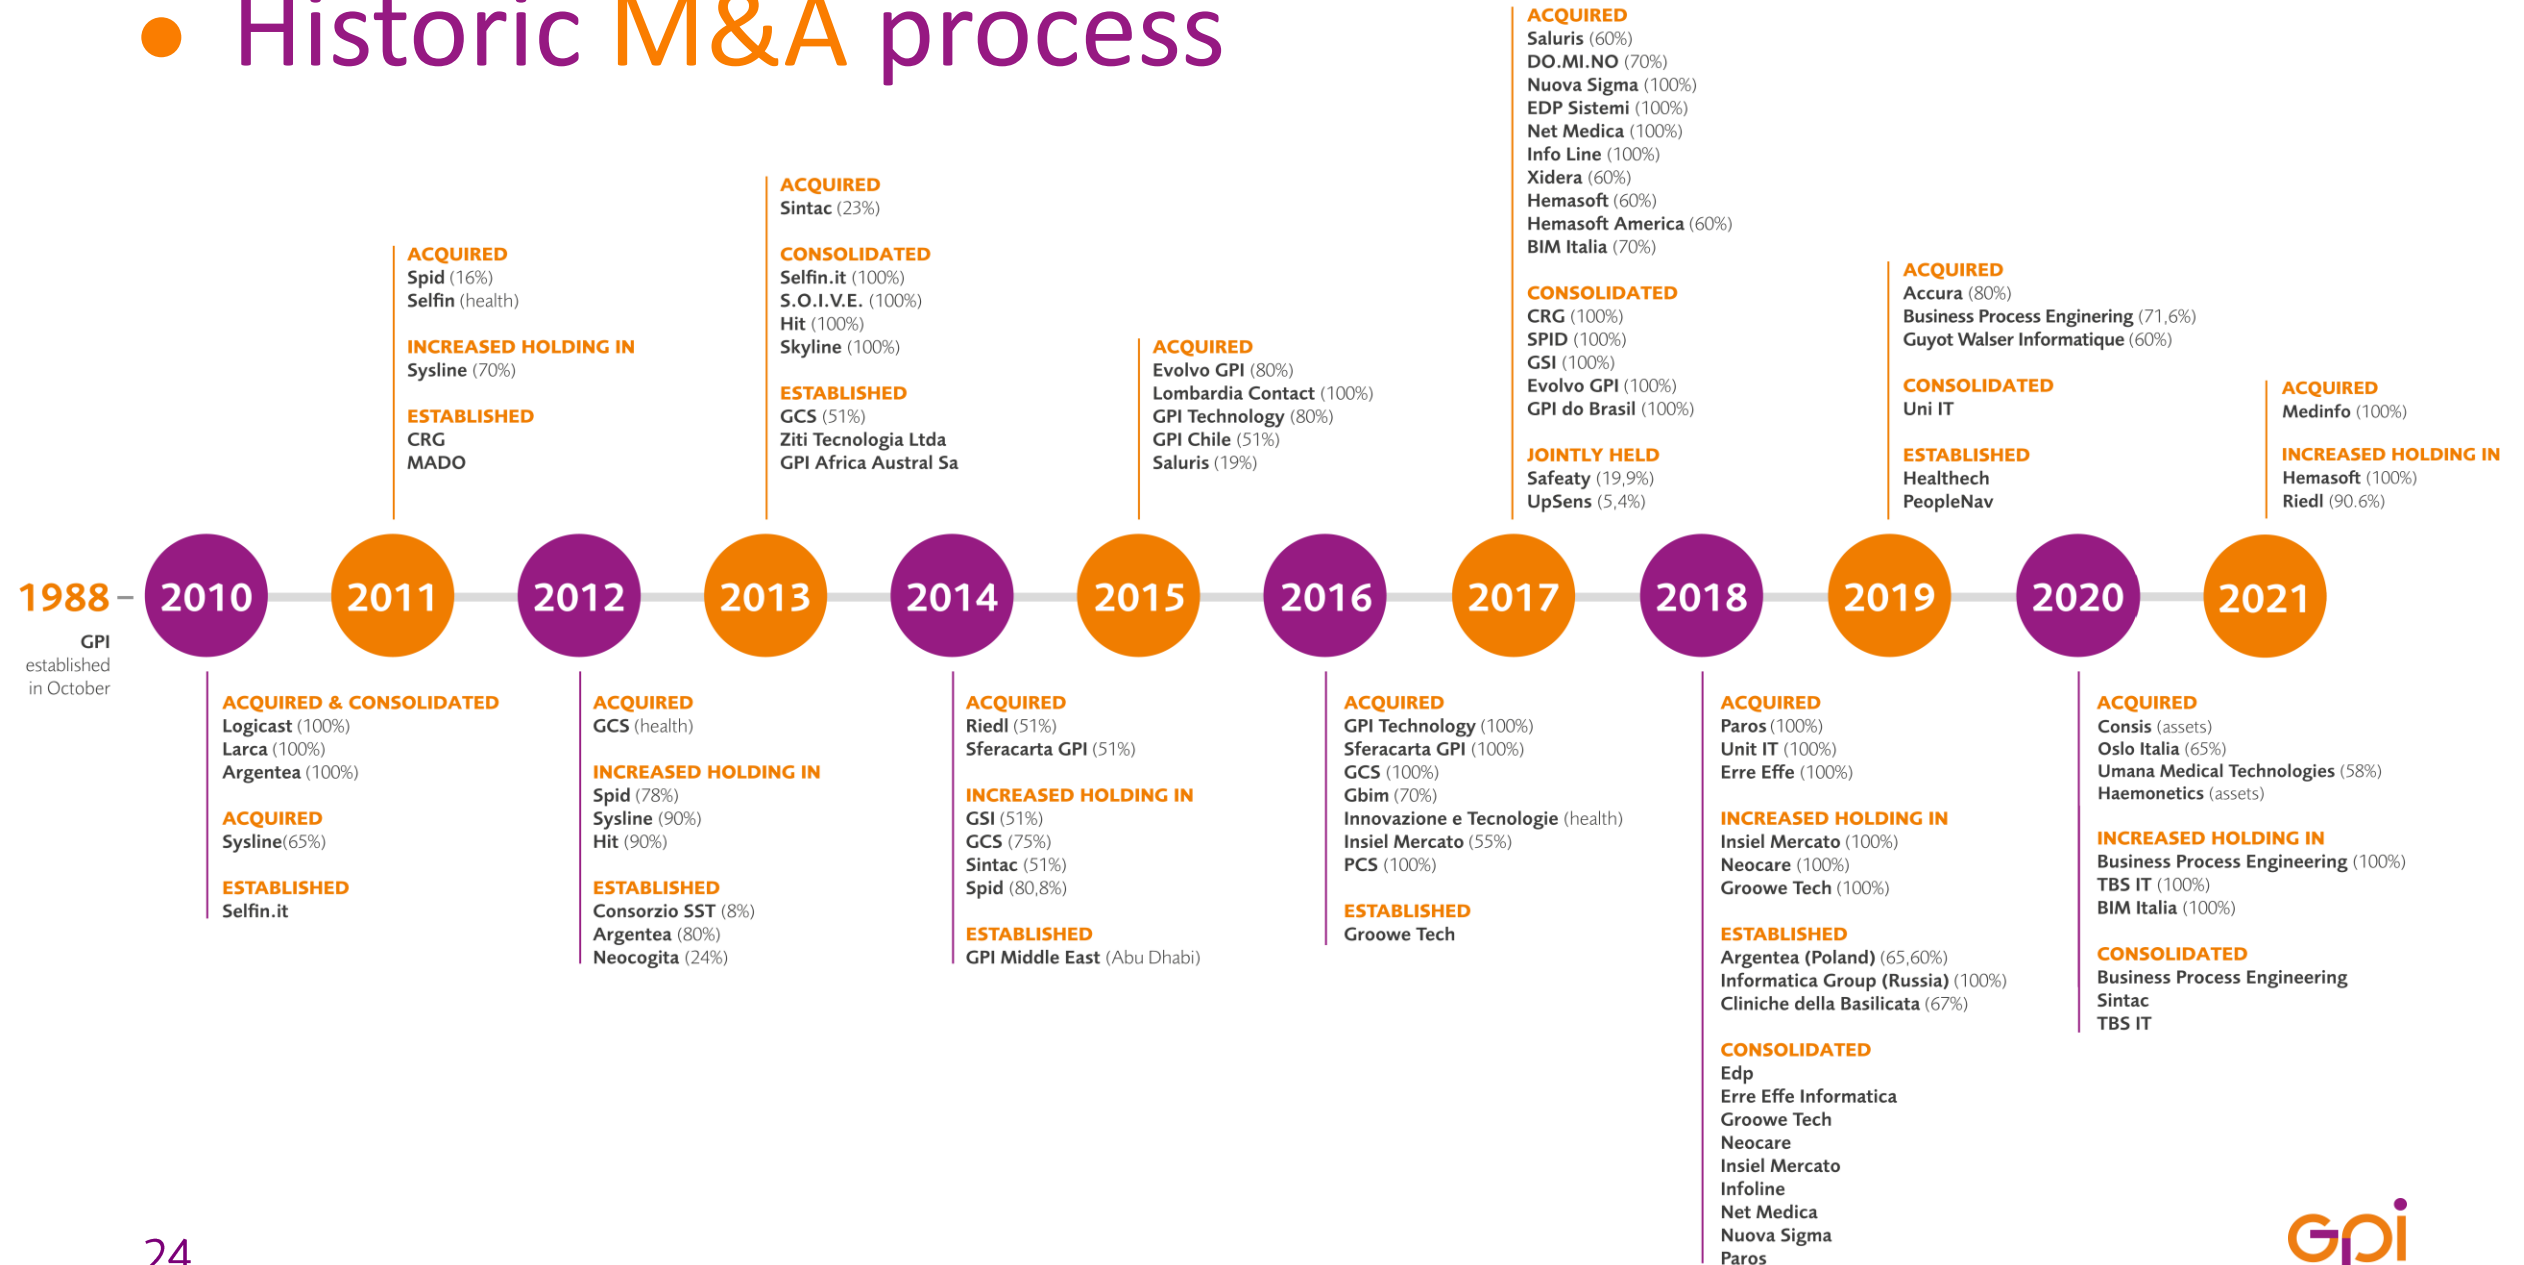 • Historic M&A process
1988
GPI
established
in October
2010
ACQUIRED & CONSOLIDATED
Logicast (100%)
Larca (100%)
Argentea (100%)
ACQUIRED
Sysline(65%)
ESTABLISHED
Selfin.it
2011
ACQUIRED
Spid (16%)
Selfin (health)
INCREASED HOLDING IN
Sysline (70%)
ESTABLISHED
CRG
MADO
2012
ACQUIRED
GCS (health)
INCREASED HOLDING IN
Spid (78%)
Sysline (90%)
Hit (90%)
ESTABLISHED
Consorzio SST (8%)
Argentea (80%)
Neocogita (24%)
2013
ACQUIRED
Sintac (23%)
CONSOLIDATED
Selfin.it (100%)
S.O.I.V.E. (100%)
Hit (100%)
Skyline (100%)
ESTABLISHED
GCS (51%)
Ziti Tecnologia Ltda
GPI Africa Austral Sa
2014
ACQUIRED
Riedl (51%)
Sferacarta GPI (51%)
INCREASED HOLDING IN
GSI (51%)
GCS (75%)
Sintac (51%)
Spid (80,8%)
ESTABLISHED
GPI Middle East (Abu Dhabi)
2015
ACQUIRED
Evolvo GPI (80%)
Lombardia Contact (100%)
GPI Technology (80%)
GPI Chile (51%)
Saluris (19%)
2016
ACQUIRED
GPI Technology (100%)
Sferacarta GPI (100%)
GCS (100%)
Gbim (70%)
Innovazione e Tecnologie (health)
Insiel Mercato (55%)
PCS (100%)
ESTABLISHED
Groowe Tech
2017
ACQUIRED
Saluris (60%)
DO.MI.NO (70%)
Nuova Sigma (100%)
EDP Sistemi (100%)
Net Medica (100%)
Info Line (100%)
Xidera (60%)
Hemasoft (60%)
Hemasoft America (60%)
BIM Italia (70%)
CONSOLIDATED
CRG (100%)
SPID (100%)
GSI (100%)
Evolvo GPI (100%)
GPI do Brasil (100%)
JOINTLY HELD
Safeaty (19,9%)
UpSens (5,4%)
2018
ACQUIRED
Paros (100%)
Unit IT (100%)
Erre Effe (100%)
INCREASED HOLDING IN
Insiel Mercato (100%)
Neocare (100%)
Groowe Tech (100%)
ESTABLISHED
Argentea (Poland) (65,60%)
Informatica Group (Russia) (100%)
Cliniche della Basilicata (67%)
CONSOLIDATED
Edp
Erre Effe Informatica
Groowe Tech
Neocare
Insiel Mercato
Infoline
Net Medica
Nuova Sigma
Paros
2019
ACQUIRED
Accura (80%)
Business Process Enginering (71,6%)
Guyot Walser Informatique (60%)
CONSOLIDATED
Uni IT
ESTABLISHED
Healthech
PeopleNav
2020
ACQUIRED
Consis (assets)
Oslo Italia (65%)
Umana Medical Technologies (58%)
Haemonetics (assets)
INCREASED HOLDING IN
Business Process Engineering (100%)
TBS IT (100%)
BIM Italia (100%)
CONSOLIDATED
Business Process Engineering
Sintac
TBS IT
2021
ACQUIRED
Medinfo (100%)
INCREASED HOLDING IN
Hemasoft (100%)
Riedl (90.6%)
24
GPi